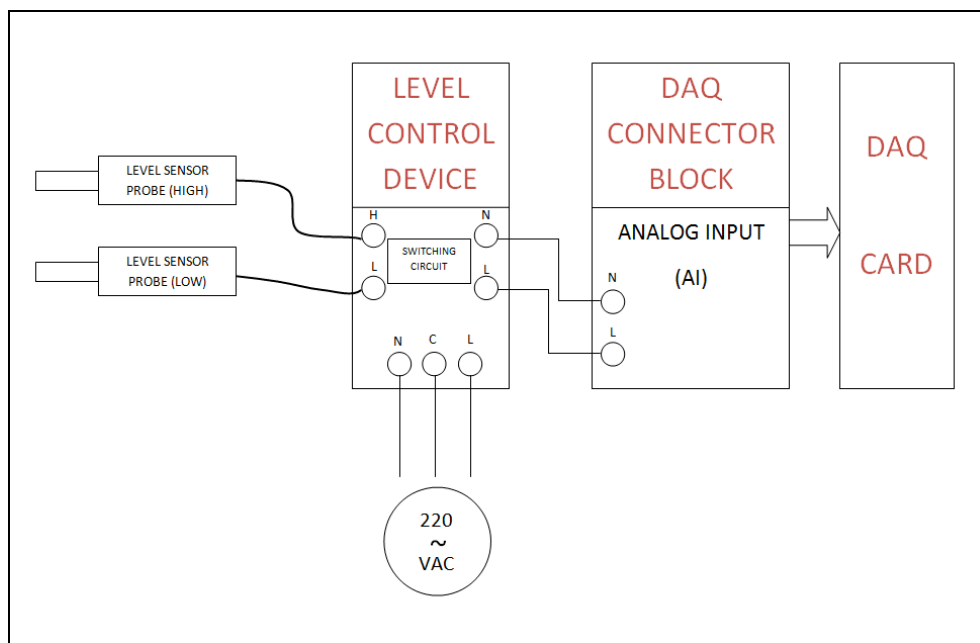 LEVEL
CONTROL
DEVICE
DAQ
CONNECTOR
BLOCK
DAQ
CARD
LEVEL SENSOR
PROBE (HIGH)
LEVEL SENSOR
PROBE (LOW)
H
N
SWITCHING
CIRCUIT
L
L
N
C
L
ANALOG INPUT
(AI)
N
L
220
~
VAC